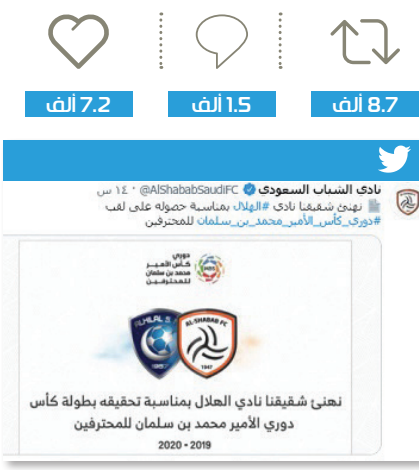 8.7 ألف
1.5 ألف
7.2 ألف
نادي الشباب السعودي @AlShababSaudiFC · ١٤ س
نهنئ شقيقنا نادي #الهلال بمناسبة حصوله على لقب
#دوري_كأس_الأمير_محمد_بن_سلمان للمحترفين
دوري
كأس الأمير
محمد بن سلمان
للمحترفين
ALHILAL
AL-SHABAB FC
1947
نهنئ شقيقنا نادي الهلال بمناسبة تحقيقه بطولة كأس
دوري الأمير محمد بن سلمان للمحترفين
2019 - 2020